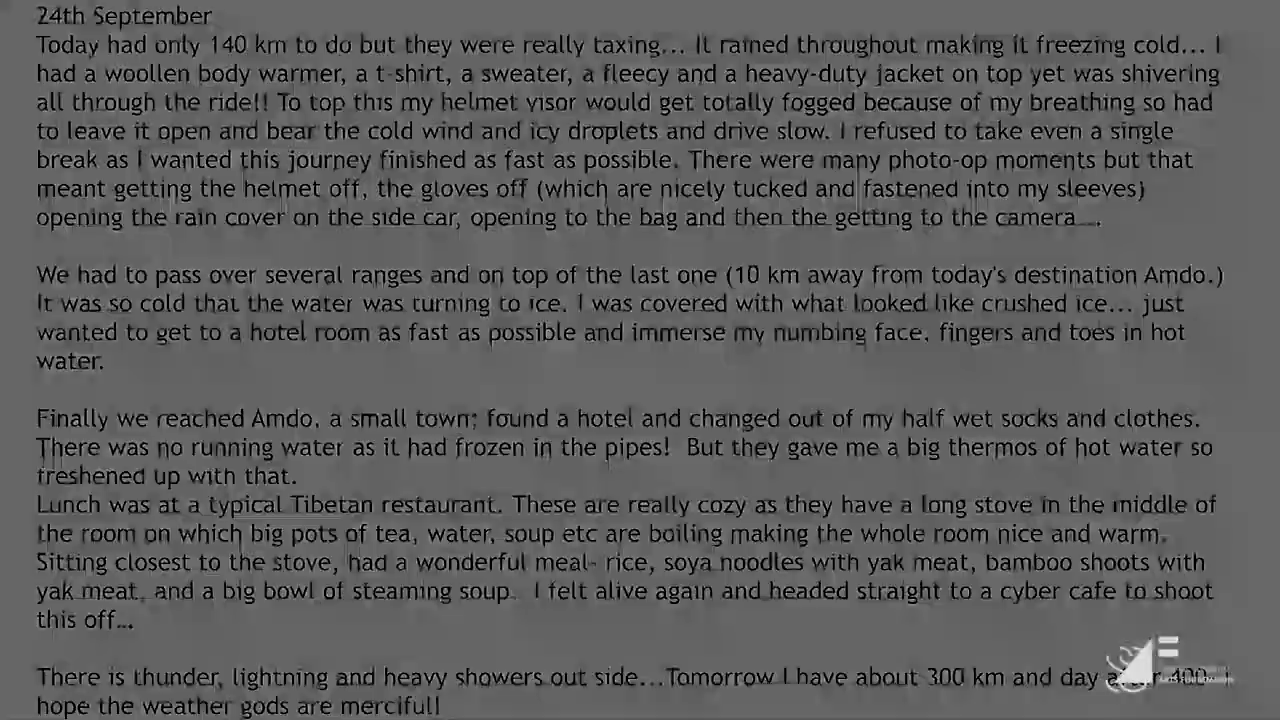 24th September
Today had only 140 km to do but they were really taxing... It rained throughout making it freezing cold... I
had a woollen body warmer, a t-shirt, a sweater, a fleecy and a heavy-duty jacket on top yet was shivering
all through the ride!! To top this my helmet visor would get totally fogged because of my breathing so had
to leave it open and bear the cold wind and icy droplets and drive slow. I refused to take even a single
break as I wanted this journey finished as fast as possible. There were many photo-op moments but that
meant getting the helmet off, the gloves off (which are nicely tucked and fastened into my sleeves)
opening the rain cover on the side car, opening to the bag and then the getting to the camera...
We had to pass over several ranges and on top of the last one (10 km away from today's destination Amdo.)
It was so cold that the water was turning to ice. I was covered with what looked like crushed ice... just
wanted to get to a hotel room as fast as possible and immerse my numbing face, fingers and toes in hot
water.
Finally we reached Amdo, a small town; found a hotel and changed out of my half wet socks and clothes.
There was no running water as it had frozen in the pipes! But they gave me a big thermos of hot water so
freshened up with that.
Lunch was at a typical Tibetan restaurant. These are really cozy as they have a long stove in the middle of
the room on which big pots of tea, water, soup etc are boiling making the whole room nice and warm.
Sitting closest to the stove, had a wonderful meal- rice, soya noodles with yak meat, bamboo shoots with
yak meat, and a big bowl of steaming soup. I felt alive again and headed straight to a cyber cafe to shoot
this off...
There is thunder, lightning and heavy showers out side...Tomorrow I have about 300 km and day
hope the weather gods are merciful!